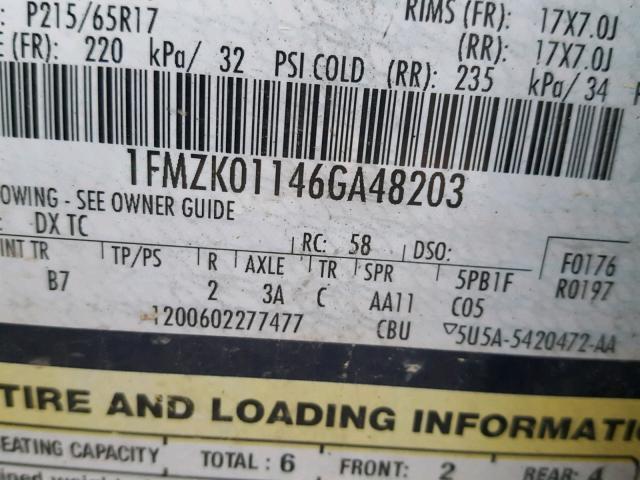 P215/65R17 RIMS (FR): 17X7.0J
(FR): 220 kPa/ 32 PSI COLD (RR): 17X7.0J
(RR): 235 kPa/ 34
1FMZK01146GA48203
OWING - SEE OWNER GUIDE
DX TC RC: 58 DSO: F0176
INT TR TP/PS R AXLE TR SPR 5PB1F R0197
B7 2 3A C AA11 C05
1200602277477 CBU 5U5A-5420472-AA
TIRE AND LOADING INFORMATIO
EATING CAPACITY TOTAL : 6 FRONT: 2 REAR: 4